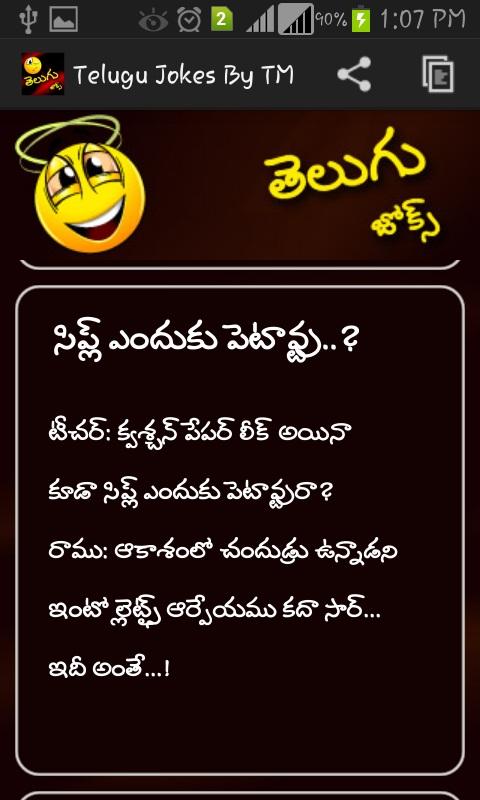 2
90%
1:07 PM
తెలుగు జోక్స్
Telugu Jokes By TM
తెలుగు
జోక్స్
సిప్ల్ ఎందుకు పెటావ్టు..?
టీచర్: క్వశ్చన్ పేపర్ లీక్ అయినా
కూడా సిప్ల్ ఎందుకు పెటావ్టురా?
రాము: ఆకాశంలో చందుడ్రు ఉన్నాడని
ఇంటో ల్లైట్ఫ్ ఆర్పేయము కదా సార్...
ఇదీ అంతే...!